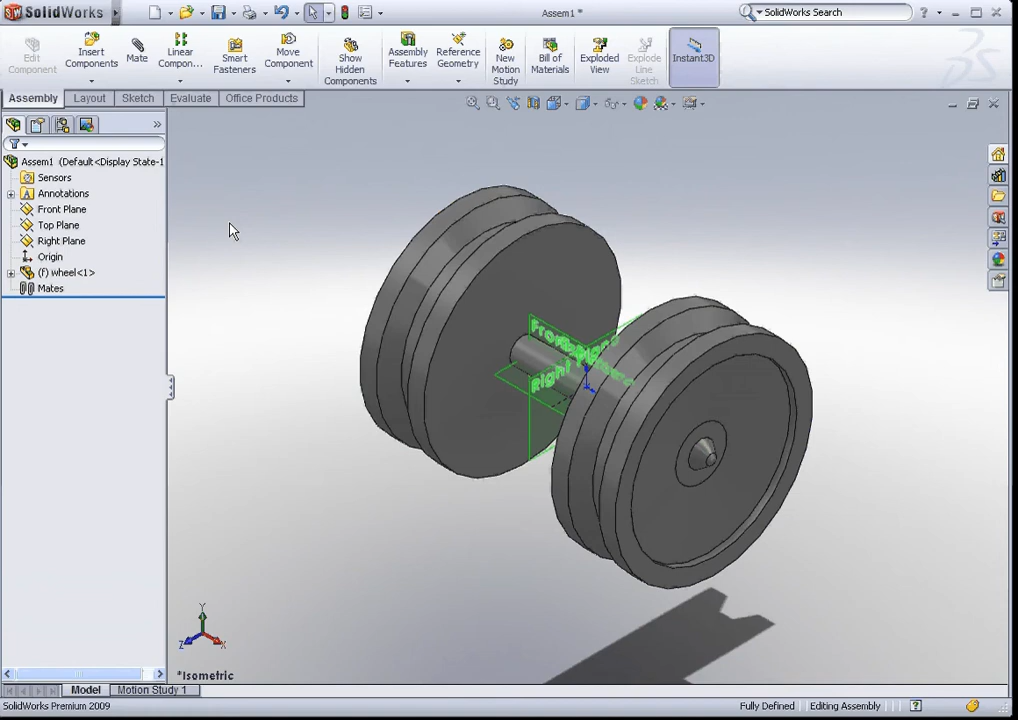 SolidWorks
Assem1 *
SolidWorks Search
Edit Component
Insert Components
Mate
Linear Compon...
Smart Fasteners
Move Component
Show Hidden Components
Assembly Features
Reference Geometry
New Motion Study
Bill of Materials
Exploded View
Explode Line Sketch
Instant3D
Assembly
Layout
Sketch
Evaluate
Office Products
Assem1 (Default<Display State-1
Sensors
Annotations
Front Plane
Top Plane
Right Plane
Origin
(f) wheel<1>
Mates
Right
Y
Z
X
*Isometric
Model
Motion Study 1
SolidWorks Premium 2009
Fully Defined
Editing Assembly